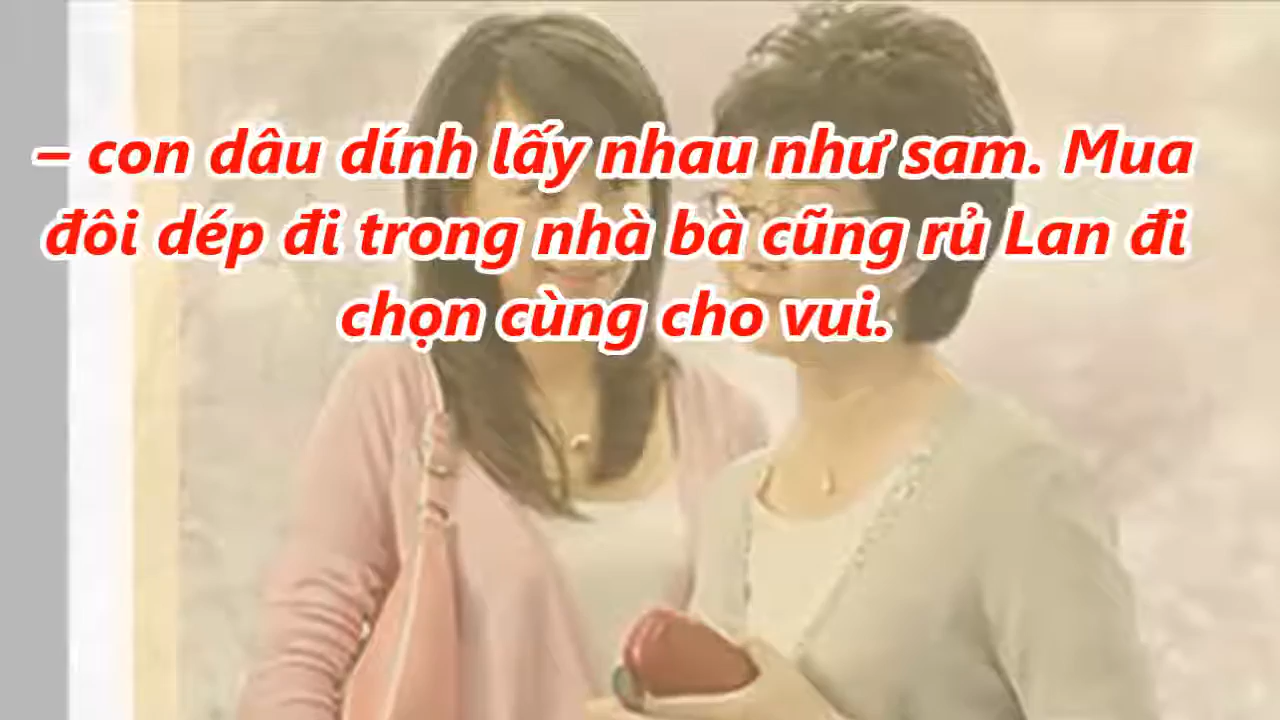 – con dâu dính lấy nhau như sam. Mua
đôi dép đi trong nhà bà cũng rủ Lan đi
chọn cùng cho vui.